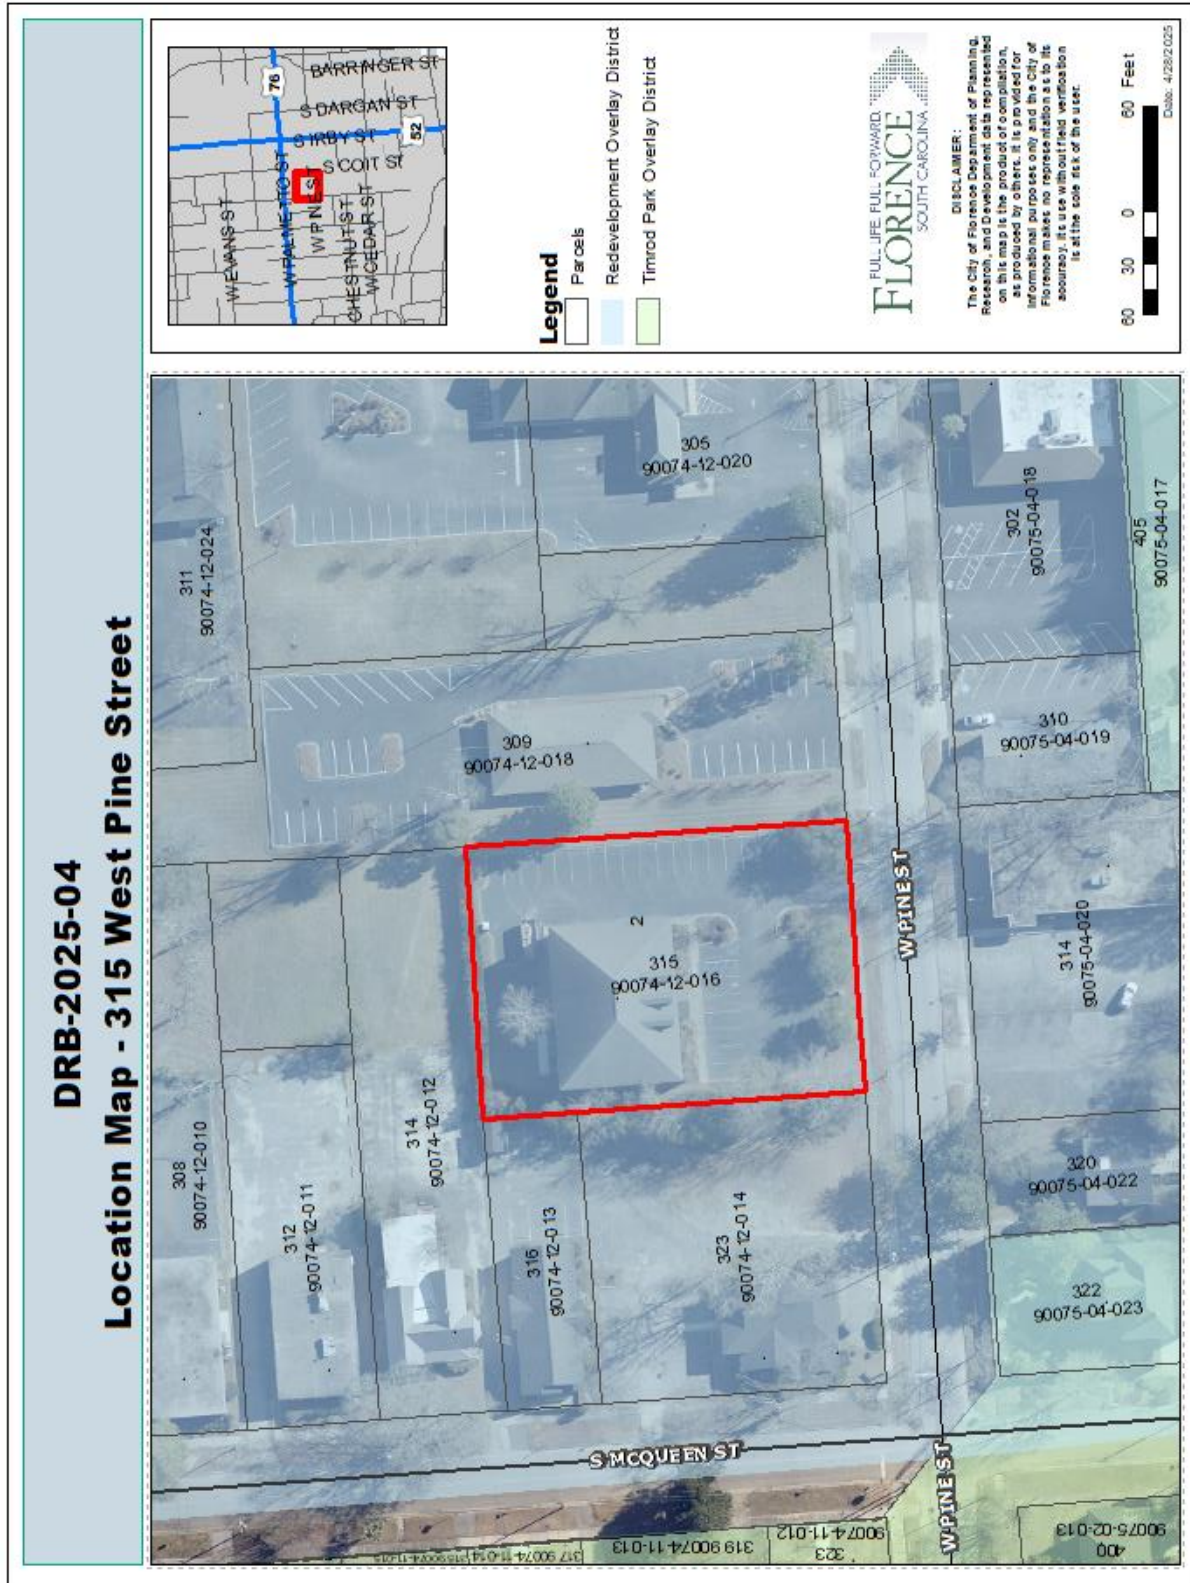 DRB-2025-04
Location Map - 315 West Pine Street
308
90074-12-010
312
90074-12-011
314
90074-12-012
316
90074-12-013
323
90074-12-014
315
90074-12-016
2
309
90074-12-018
311
90074-12-024
305
90074-12-020
302
90075-04-018
405
90075-04-017
310
90075-04-019
314
90075-04-020
320
90075-04-022
322
90075-04-023
W PINE ST
W PINE ST
S MCQUEEN ST
317 90074-11-014
319 90074-11-013
323
90074-11-012
400
90075-02-013
W EVANS ST
W PALMETTO ST
W PINE ST
CHESTNUT ST
W CEDAR ST
76
BARRINGER ST
S DARGAN ST
S IRBY ST
S COIT ST
52
Legend
Parcels
Redevelopment Overlay District
Timrod Park Overlay District
FULL LIFE. FULL FORWARD.
FLORENCE
SOUTH CAROLINA
DISCLAIMER:
The City of Florence Deparment of Planning,
Research, and Development data represented
on this map is the product of compilation,
as produced by others. It is provided for
informational purposes only and the City of
Florence makes no representation as to its
accuracy. Its use without field verification
is at the sole risk of the user.
60 30 0 60 Feet
Date: 4/28/2025